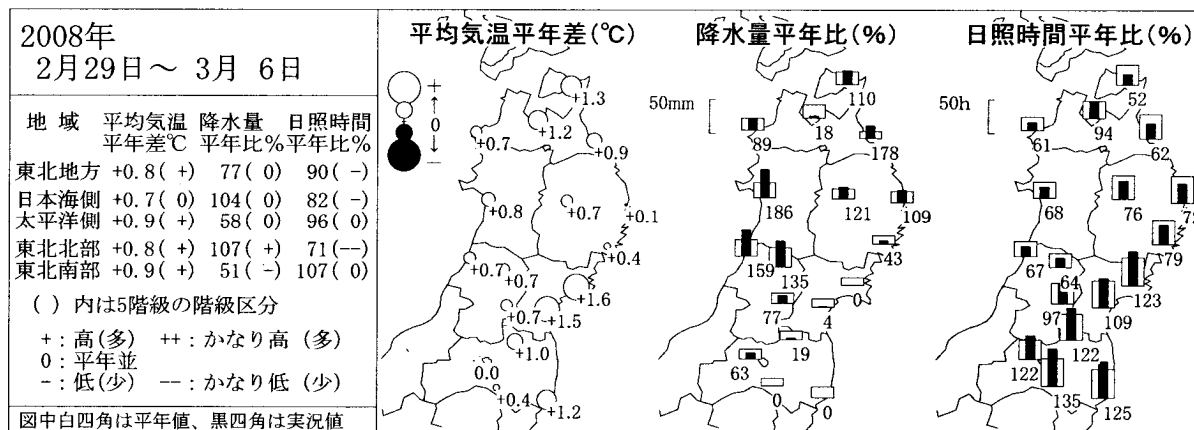 2008年
2月29日～ 3月 6日
地 域 平均気温 降水量 日照時間
平年差℃ 平年比% 平年比%
東北地方 +0.8( +) 77( 0) 90( -)
日本海側 +0.7( 0) 104( 0) 82( -)
太平洋側 +0.9( +) 58( 0) 96( 0)
東北北部 +0.8( +) 107( +) 71(--)
東北南部 +0.9( +) 51( -) 107( 0)
( ) 内は5階級の階級区分
+：高(多) ++：かなり高 (多)
0：平年並
-：低(少) --：かなり低 (少)
図中白四角は平年値、黒四角は実況値
平均気温平年差(℃)
+
↑
0
↓
-
+1.3
+1.2
+0.7
+0.9
+0.8
+0.7
+0.1
+0.4
+0.7
+0.7
+1.6
+0.7
+1.5
+1.0
0.0
+0.4
+1.2
降水量平年比(%)
50mm
110
18
89
178
186
121
109
43
159
135
0
77
4
19
63
0
0
日照時間平年比(%)
50h
52
94
61
62
68
76
79
67
64
123
97
109
122
122
135
125